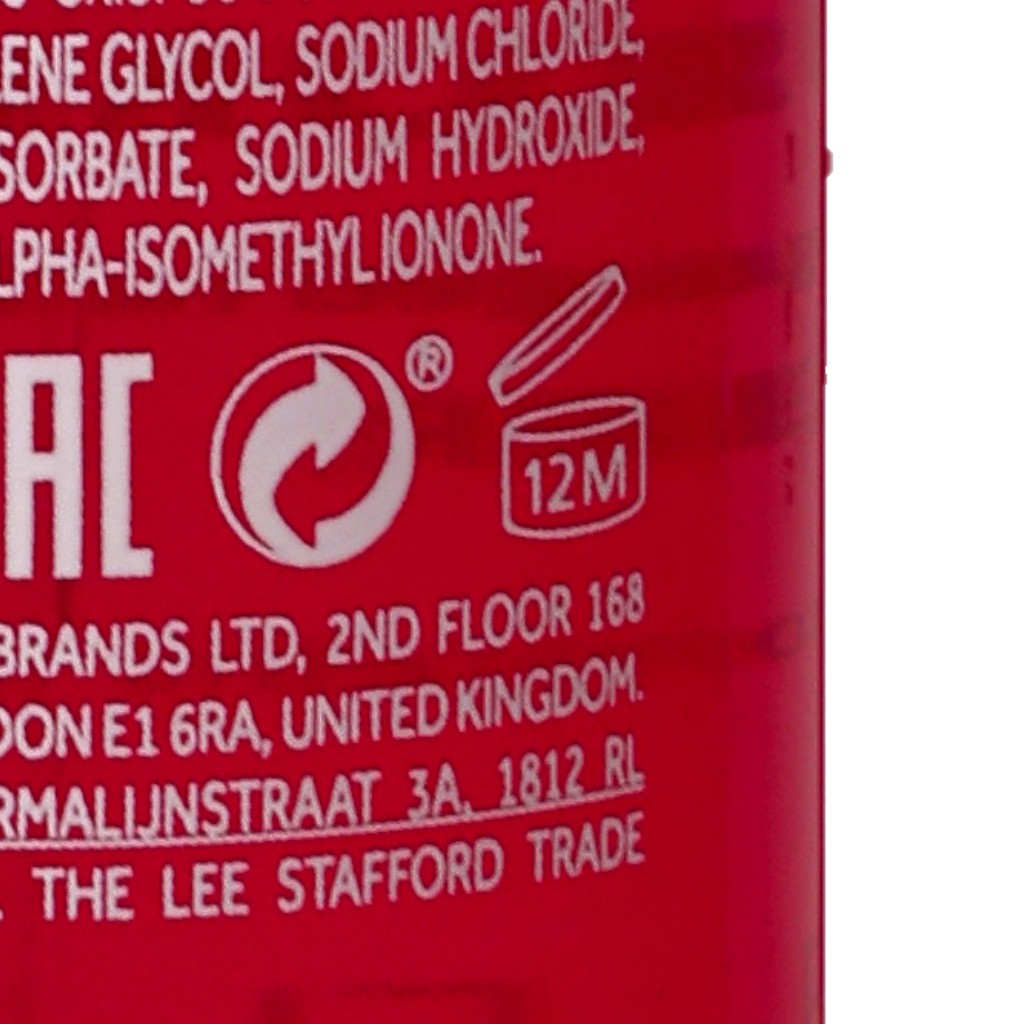 ENE GLYCOL, SODIUM CHLORIDE,
SORBATE, SODIUM HYDROXIDE,
LPHA-ISOMETHYL IONONE.
EAC ®
12M
BRANDS LTD, 2ND FLOOR 168
DON E1 6RA, UNITED KINGDOM.
RMALIJNSTRAAT 3A, 1812 RL
THE LEE STAFFORD TRADE